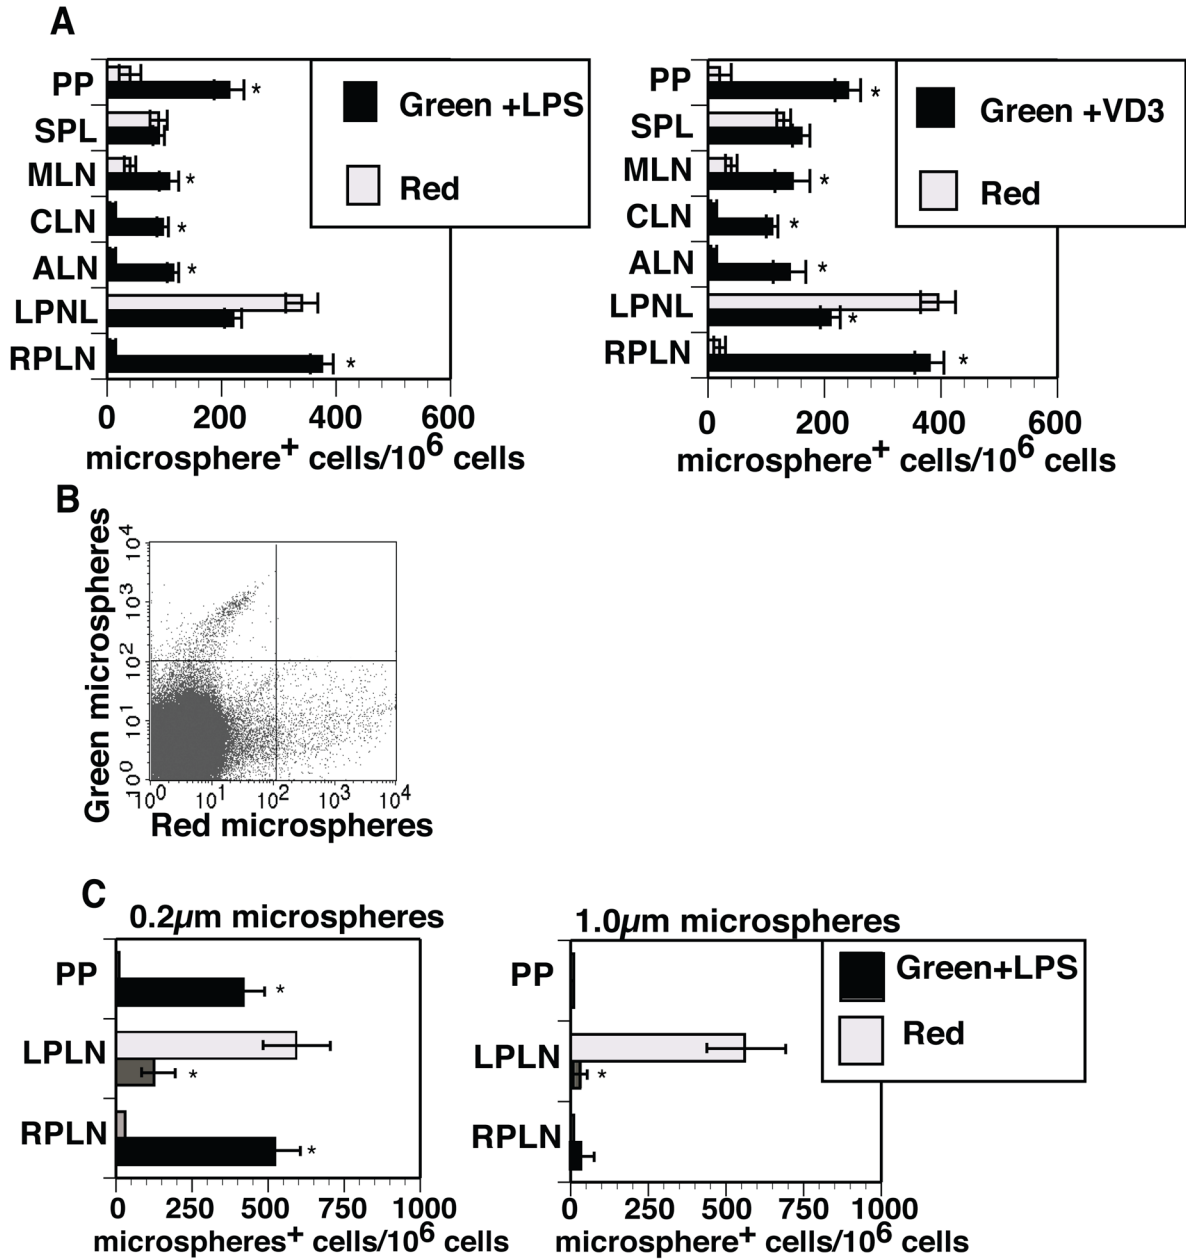 A
PP
SPL
MLN
CLN
ALN
LPNL
RPLN
* * * * *
0 200 400 600
microsphere+ cells/10^6 cells
Green +LPS
Red
PP
SPL
MLN
CLN
ALN
LPNL
RPLN
* * * * * *
0 200 400 600
microsphere+ cells/10^6 cells
Green +VD3
Red
B
Green microspheres
10^4
10^3
10^2
10^1
10^0
10^0 10^1 10^2 10^3 10^4
Red microspheres
C
0.2µm microspheres
PP
*
LPLN
*
RPLN
*
0 250 500 750 1000
microspheres+ cells/10^6 cells
1.0µm microspheres
PP
LPLN
*
RPLN
0 250 500 750 1000
microsphere+ cells/10^6 cells
Green+LPS
Red